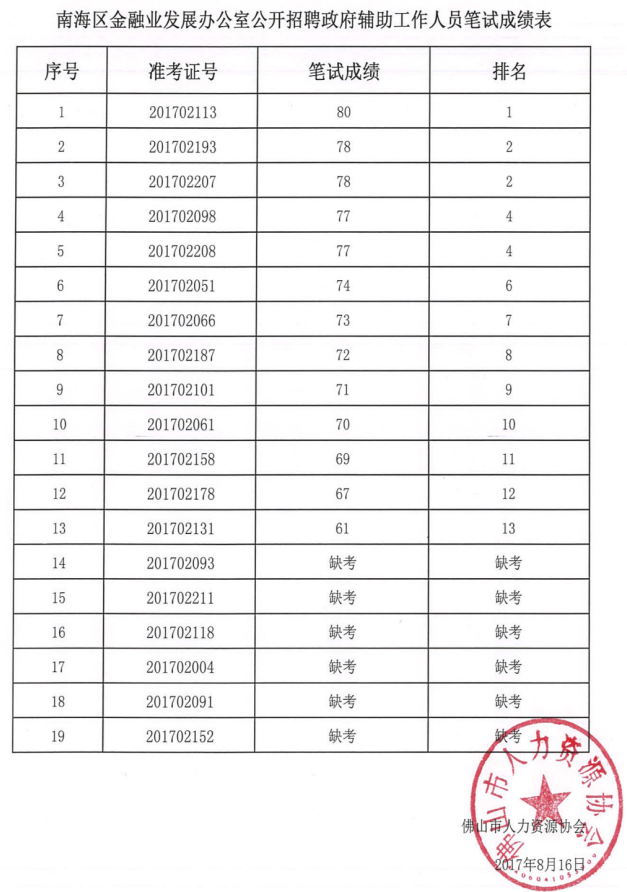 南海区金融业发展办公室公开招聘政府辅助工作人员笔试成绩表
序号 准考证号 笔试成绩 排名
1 201702113 80 1
2 201702193 78 2
3 201702207 78 2
4 201702098 77 4
5 201702208 77 4
6 201702051 74 6
7 201702066 73 7
8 201702187 72 8
9 201702101 71 9
10 201702061 70 10
11 201702158 69 11
12 201702178 67 12
13 201702131 61 13
14 201702093 缺考 缺考
15 201702211 缺考 缺考
16 201702118 缺考 缺考
17 201702004 缺考 缺考
18 201702091 缺考 缺考
19 201702152 缺考 缺考
佛山市人力资源协会
佛山市人力资源协会
2017年8月16日